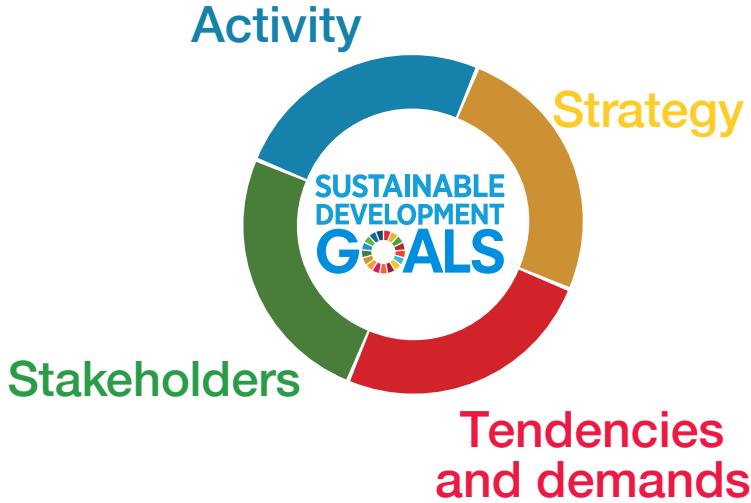 Activity
Strategy
SUSTAINABLE
DEVELOPMENT
GOALS
Stakeholders
Tendencies
and demands